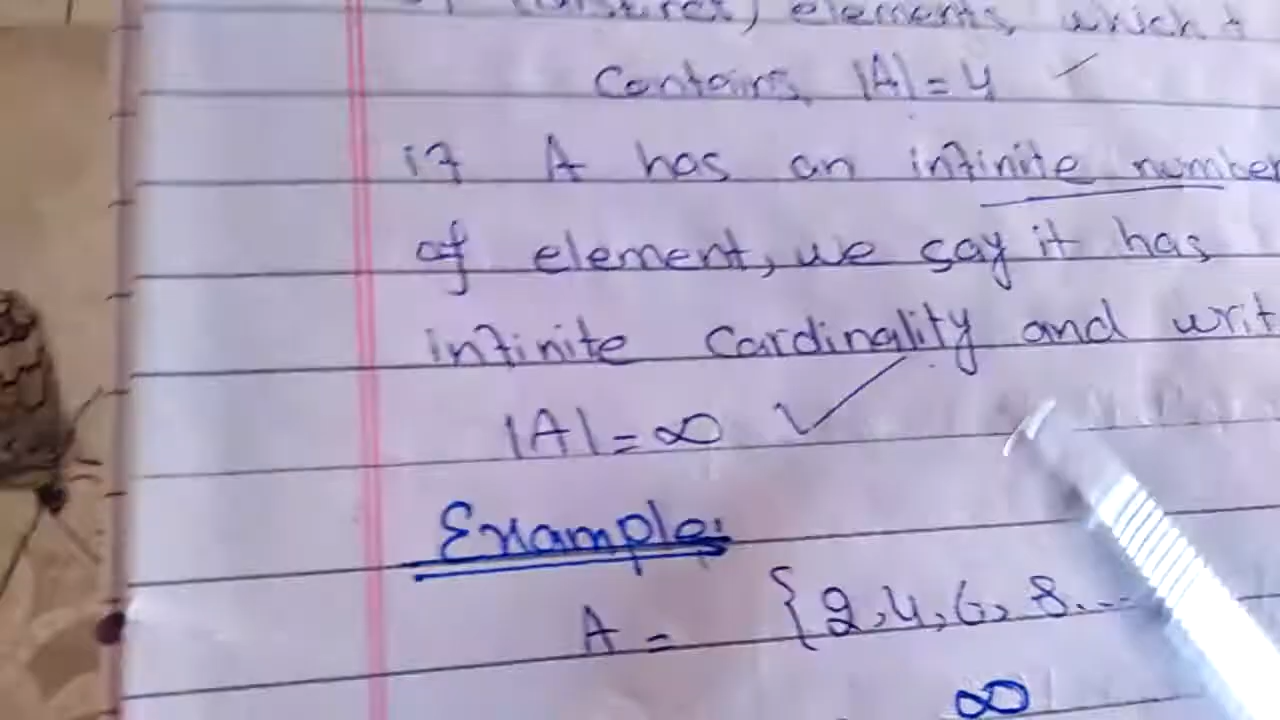 elements, which
Contains, |A|=4
if A has an infinite number
of element, we say it has
infinite Cardinality and writ
|A|=∞
Example:
A = {2,4,6,8...
∞